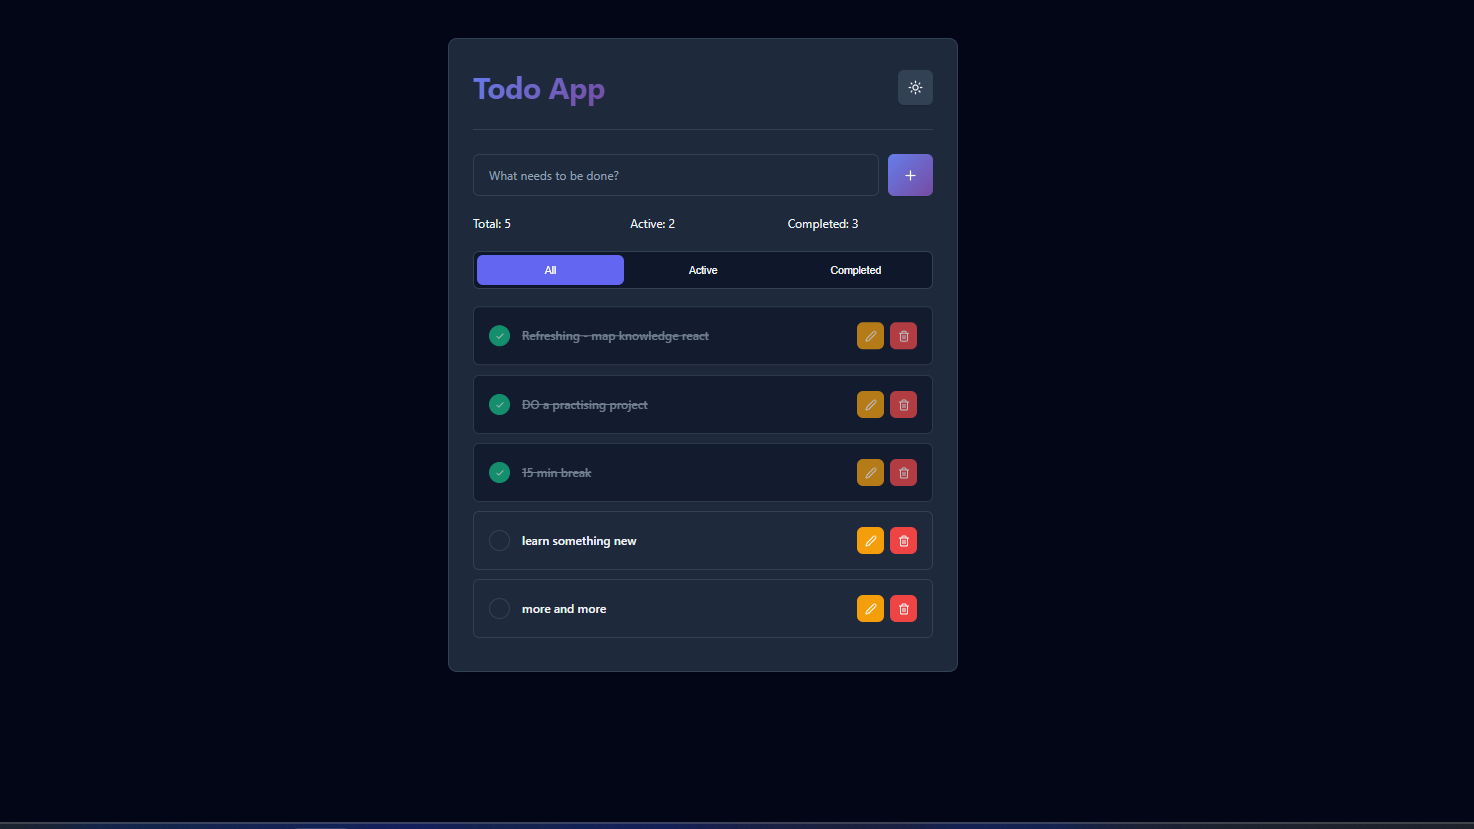 Todo App
What needs to be done?
Total: 5 Active: 2 Completed: 3
All Active Completed
Refreshing - map knowledge react
DO a practising project
15 min break
learn something new
more and more